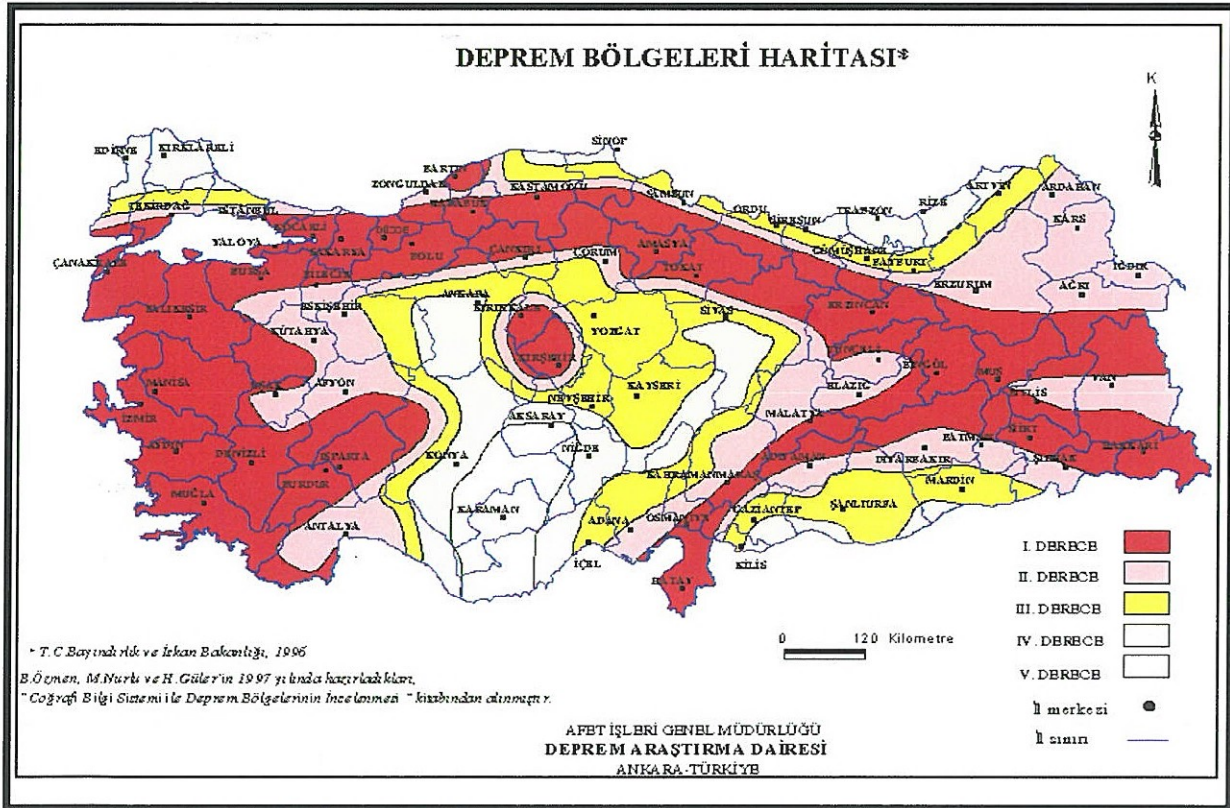 DEPREM BÖLGELERİ HARİTASI*
K
SİNOP
EDİRNE
KIRKLARELİ
BARTIN
ZONGULDAK
KASTAMONU
KARABÜK
SAMSUN
ARTVİN
ARDAHAN
TEKİRDAĞ
İSTANBUL
ORDU
GİRESUN
TRABZON
RİZE
KARS
KOCAELİ
DÜZCE
YALOVA
SAKARYA
BOLU
ÇANKIRI
ÇORUM
AMASYA
TOKAT
GÜMÜŞHANE
BAYBURT
ÇANAKKALE
BURSA
BİLECİK
ERZURUM
IĞDIR
AĞRI
BALIKESİR
ESKİŞEHİR
ANKARA
KIRIKKALE
YOZGAT
SİVAS
ERZİNCAN
KÜTAHYA
KIRŞEHİR
TUNCELİ
BİNGÖL
MUŞ
MANİSA
UŞAK
AFYON
NEVŞEHİR
KAYSERİ
ELAZIĞ
BİTLİS
VAN
İZMİR
AKSARAY
MALATYA
AYDIN
DENİZLİ
ISPARTA
KONYA
NİĞDE
BATMAN
SİİRT
HAKKARİ
BURDUR
KAHRAMANMARAŞ
ADIYAMAN
DİYARBAKIR
ŞIRNAK
MUĞLA
KARAMAN
MARDİN
ANTALYA
ADANA
OSMANİYE
GAZİANTEP
ŞANLIURFA
İÇEL
KİLİS
HATAY
I. DERECE
II. DERECE
III. DERECE
IV. DERECE
V. DERECE
0 120 Kilometre
İl merkezi
İl sınırı
* T.C.Bayındırlık ve İskan Bakanlığı, 1996
B.Özmen, M.Nurlu ve H.Güler'in 1997 yılında hazırladıkları,
"Coğrafi Bilgi Sistemi ile Deprem Bölgelerinin İncelenmesi " kitabından alınmıştır.
AFET İŞLERİ GENEL MÜDÜRLÜĞÜ
DEPREM ARAŞTIRMA DAİRESİ
ANKARA-TÜRKİYE